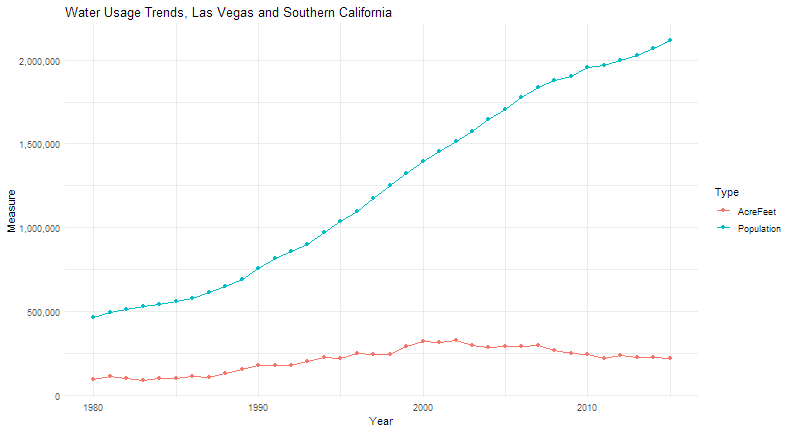 Water Usage Trends, Las Vegas and Southern California
2,000,000
1,500,000
1,000,000
500,000
0
Measure
1980
1990
2000
2010
Year
Type
AcreFeet
Population